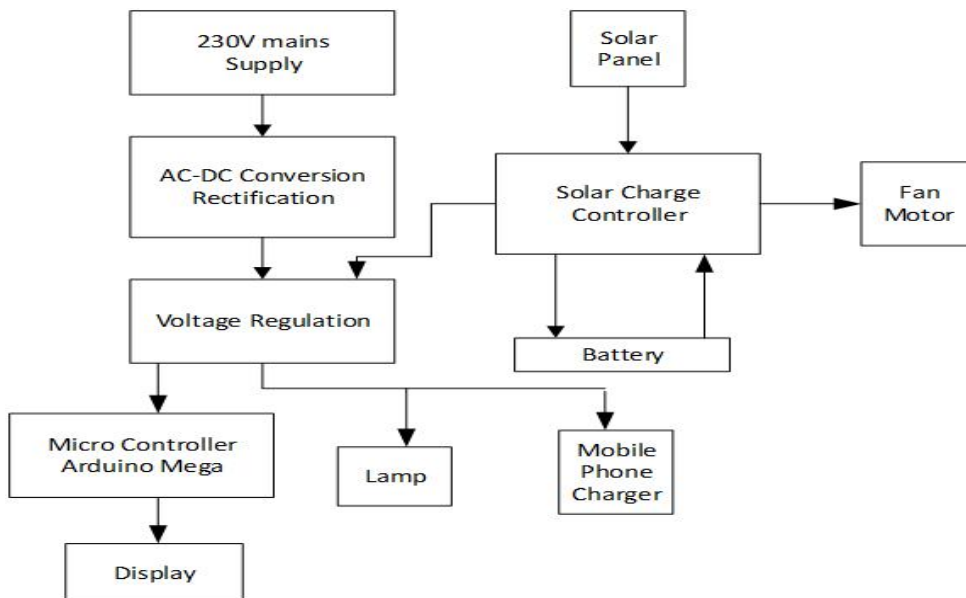 230V mains
Supply
Solar
Panel
AC-DC Conversion
Rectification
Solar Charge
Controller
Fan
Motor
Voltage Regulation
Battery
Micro Controller
Arduino Mega
Lamp
Mobile
Phone
Charger
Display